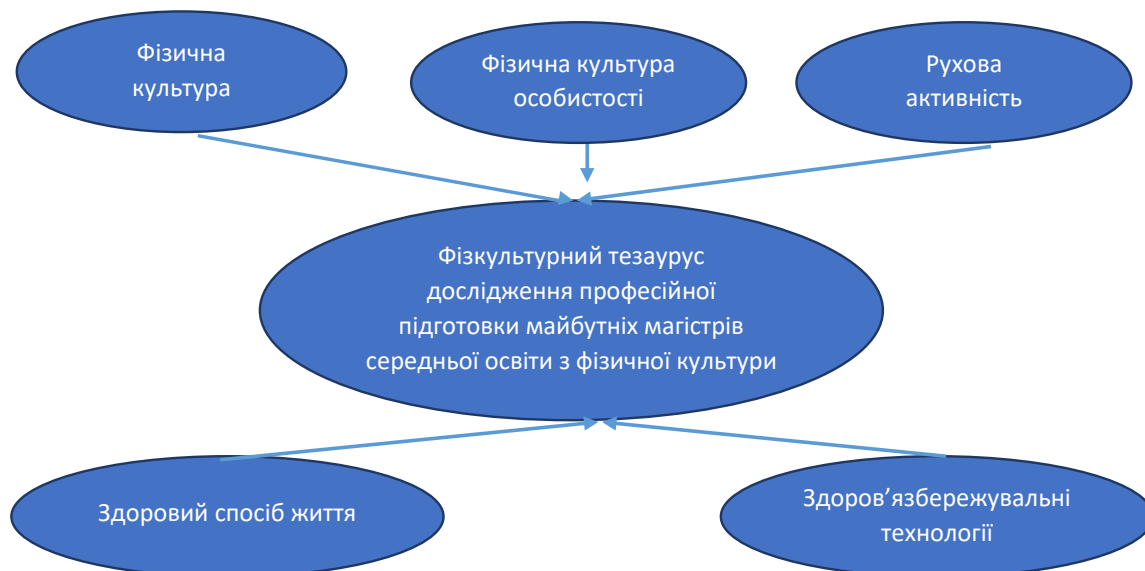 Фізична
культура
Фізична культура
особистості
Рухова
активність
Фізкультурний тезаурус
дослідження професійної
підготовки майбутніх магістрів
середньої освіти з фізичної культури
Здоровий спосіб життя
Здоров’язбережувальні
технології